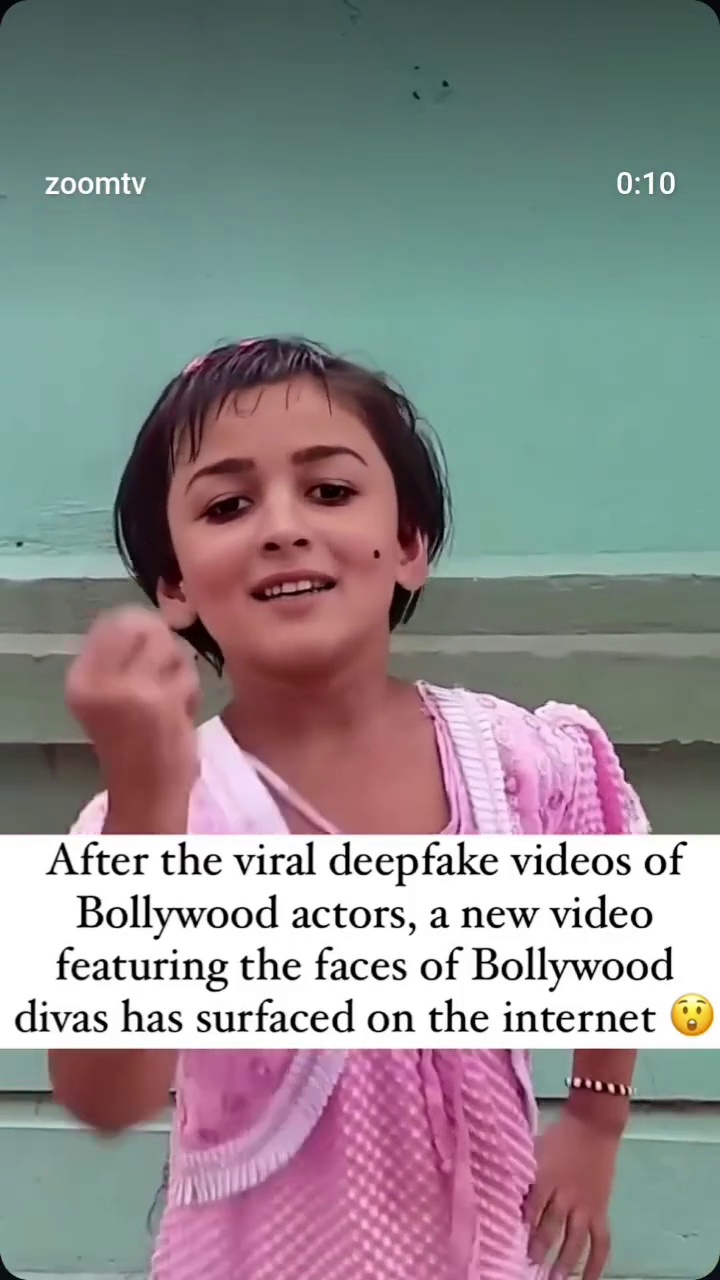 zoomtv
0:10
After the viral deepfake videos of
Bollywood actors, a new video
featuring the faces of Bollywood
divas has surfaced on the internet 😲